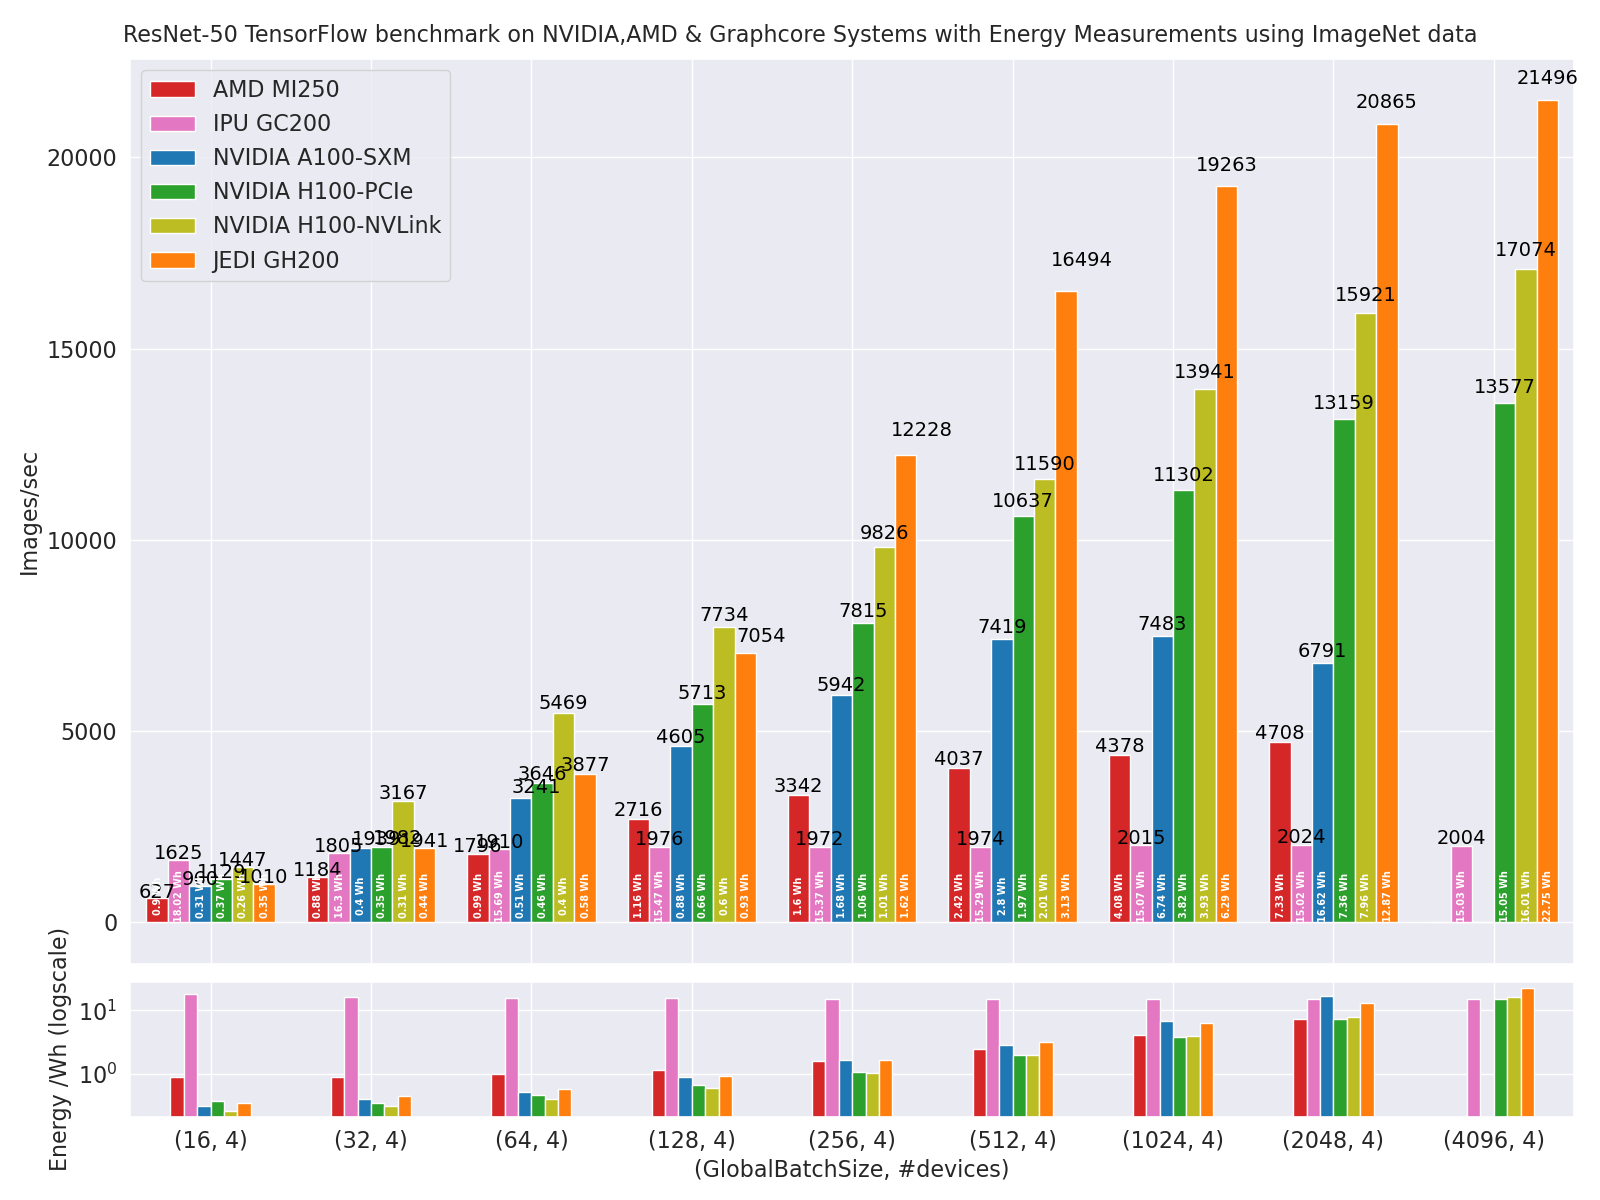 ResNet-50 TensorFlow benchmark on NVIDIA,AMD & Graphcore Systems with Energy Measurements using ImageNet data
AMD MI250
IPU GC200
NVIDIA A100-SXM
NVIDIA H100-PCIe
NVIDIA H100-NVLink
JEDI GH200
Images/sec
20000
15000
10000
5000
0
627
1625
1129
1447
1010
18.02 Wh
0.31 Wh
0.37 Wh
0.26 Wh
0.35 Wh
1184
1805
1939
1982
3167
1941
0.88 Wh
16.3 Wh
0.4 Wh
0.35 Wh
0.31 Wh
0.44 Wh
1796
1910
3241
3646
5469
3877
0.99 Wh
15.69 Wh
0.51 Wh
0.46 Wh
0.4 Wh
0.58 Wh
2716
1976
4605
5713
7734
7054
1.16 Wh
15.47 Wh
0.88 Wh
0.66 Wh
0.6 Wh
0.93 Wh
3342
1972
5942
7815
9826
12228
1.6 Wh
15.37 Wh
1.68 Wh
1.06 Wh
1.01 Wh
1.62 Wh
4037
1974
7419
10637
11590
16494
2.42 Wh
15.29 Wh
2.8 Wh
1.97 Wh
2.01 Wh
3.13 Wh
4378
2015
7483
11302
13941
19263
4.08 Wh
15.07 Wh
6.74 Wh
3.82 Wh
3.93 Wh
6.29 Wh
4708
2024
6791
13159
15921
20865
7.33 Wh
15.02 Wh
16.62 Wh
7.36 Wh
7.96 Wh
12.87 Wh
2004
13577
17074
21496
15.03 Wh
15.05 Wh
16.01 Wh
22.75 Wh
Energy /Wh (logscale)
10¹
10⁰
(16, 4)
(32, 4)
(64, 4)
(128, 4)
(256, 4)
(512, 4)
(1024, 4)
(2048, 4)
(4096, 4)
(GlobalBatchSize, #devices)